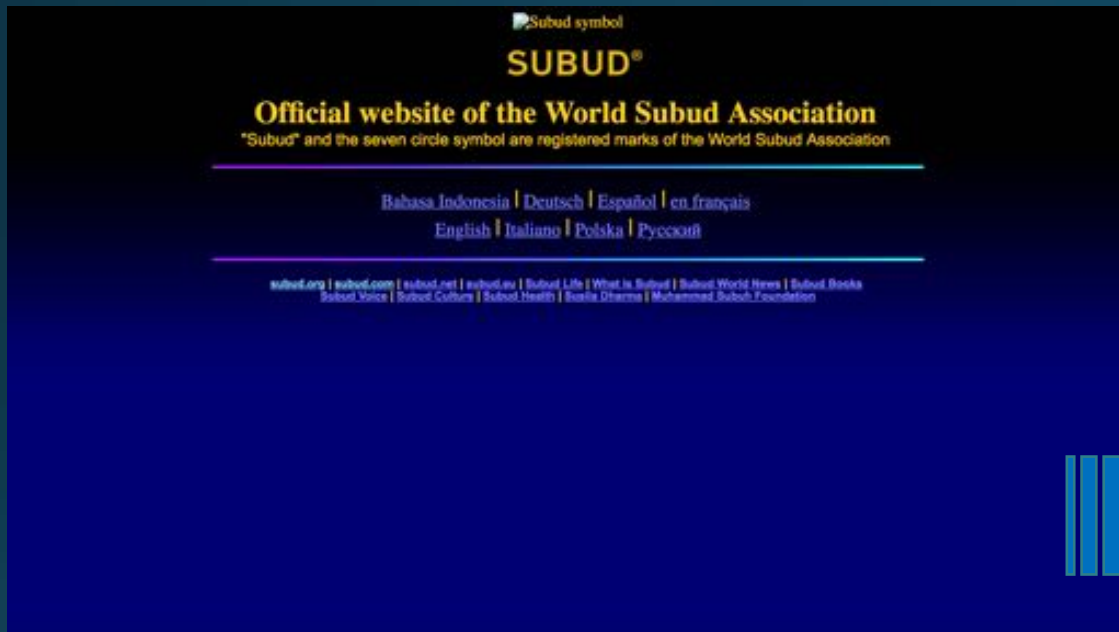 Subud symbol
SUBUD®
Official website of the World Subud Association
"Subud" and the seven circle symbol are registered marks of the World Subud Association
Bahasa Indonesia | Deutsch | Español | en français
English | Italiano | Polska | Русский
subud.org | subud.com | subud.net | subud.eu | Subud Life | What is Subud | Subud World News | Subud Books
Subud Voice | Subud Culture | Subud Health | Susila Dharma | Muhammad Subuh Foundation